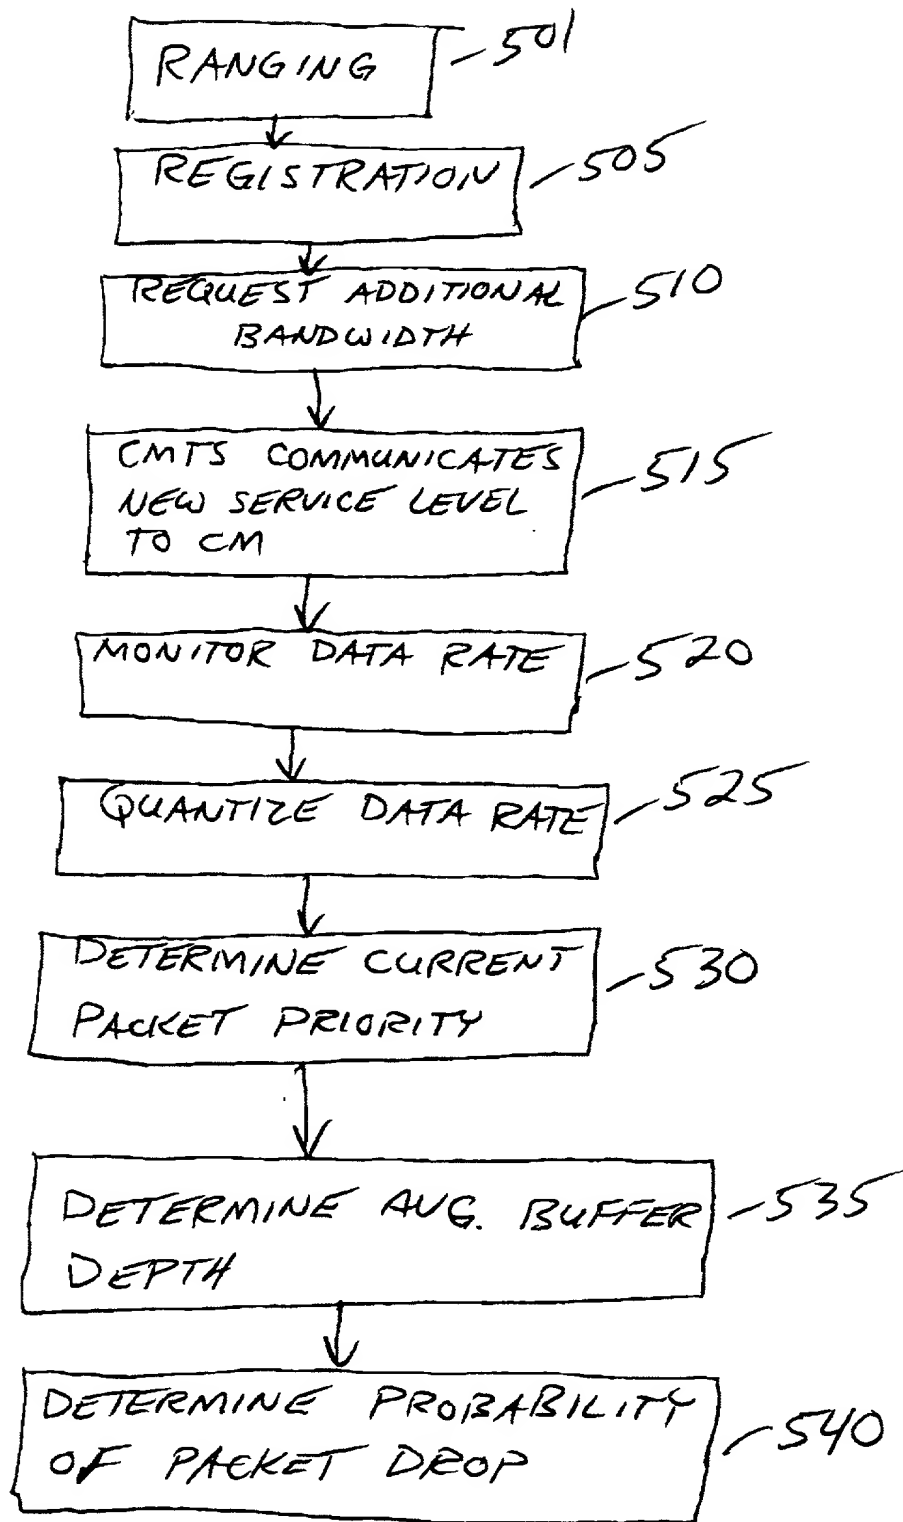 RANGING
501
REGISTRATION
505
REQUEST ADDITIONAL
BANDWIDTH
510
CMTS COMMUNICATES
NEW SERVICE LEVEL
TO CM
515
MONITOR DATA RATE
520
QUANTIZE DATA RATE
525
DETERMINE CURRENT
PACKET PRIORITY
530
DETERMINE AVG. BUFFER
DEPTH
535
DETERMINE PROBABILITY
OF PACKET DROP
540